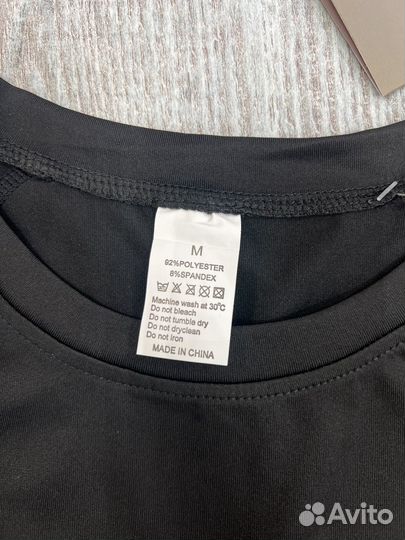 M
92%POLYESTER
8%SPANDEX
Machine wash at 30°C
Do not bleach
Do not tumble dry
Do not dryclean
Do not iron
MADE IN CHINA
Avito